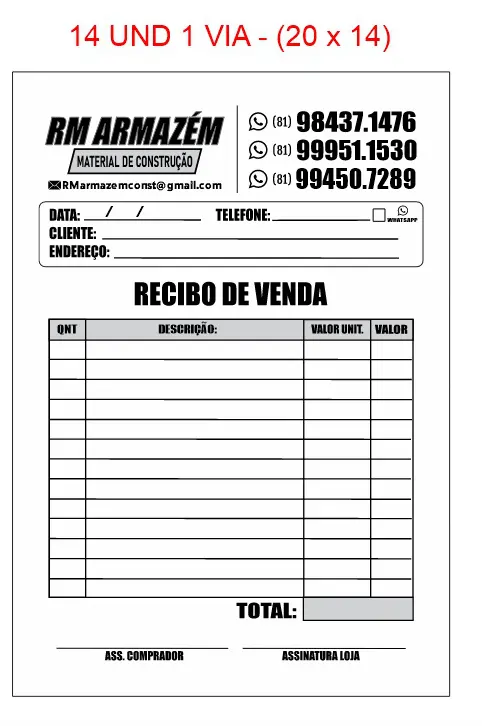 14 UND 1 VIA - (20 x 14)
RM ARMAZÉM
MATERIAL DE CONSTRUÇÃO
RMarmazemconst@gmail.com
(81) 98437.1476
(81) 99951.1530
(81) 99450.7289
DATA: / / TELEFONE: WHATSAPP
CLIENTE:
ENDEREÇO:
RECIBO DE VENDA
QNT DESCRIÇÃO: VALOR UNIT. VALOR
TOTAL:
ASS. COMPRADOR ASSINATURA LOJA